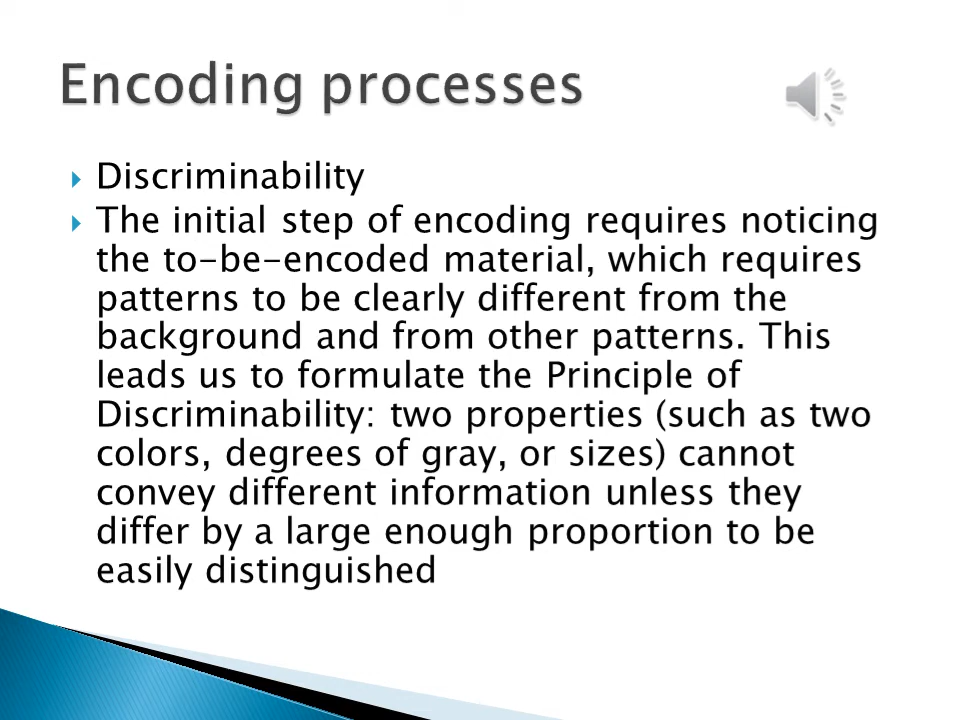 Encoding processes
Discriminability
The initial step of encoding requires noticing
the to-be-encoded material, which requires
patterns to be clearly different from the
background and from other patterns. This
leads us to formulate the Principle of
Discriminability: two properties (such as two
colors, degrees of gray, or sizes) cannot
convey different information unless they
differ by a large enough proportion to be
easily distinguished